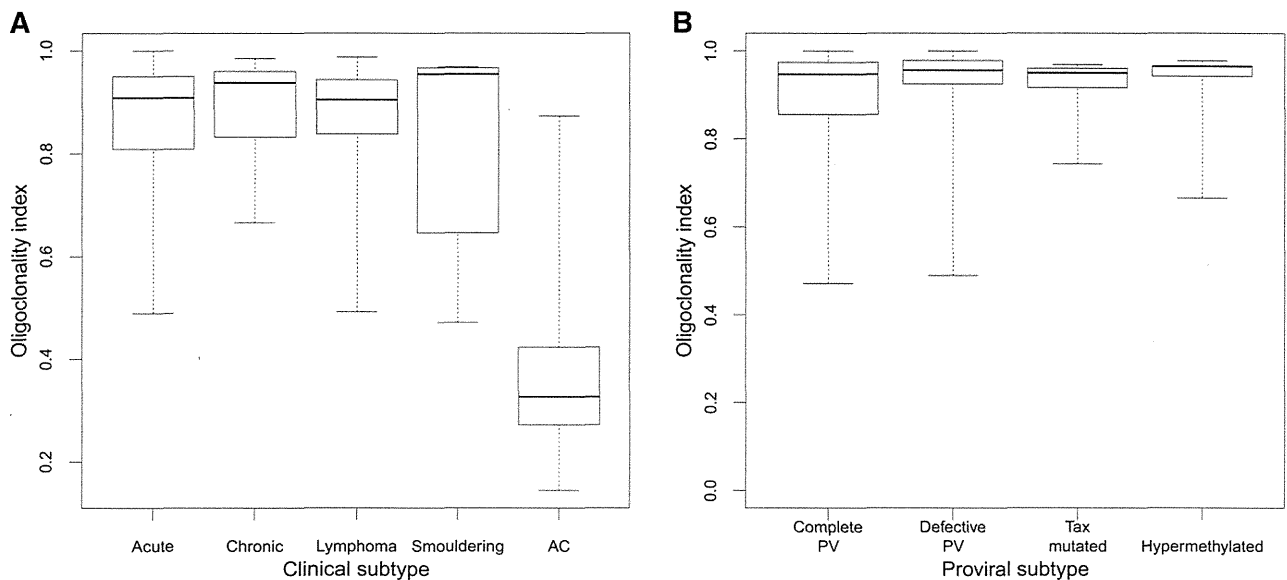 A
Oligoclonality index
1.0
0.8
0.6
0.4
0.2
Acute
Chronic
Lymphoma
Smouldering
AC
Clinical subtype
B
Oligoclonality index
1.0
0.8
0.6
0.4
0.2
0.0
Complete
PV
Defective
PV
Tax
mutated
Hypermethylated
Proviral subtype